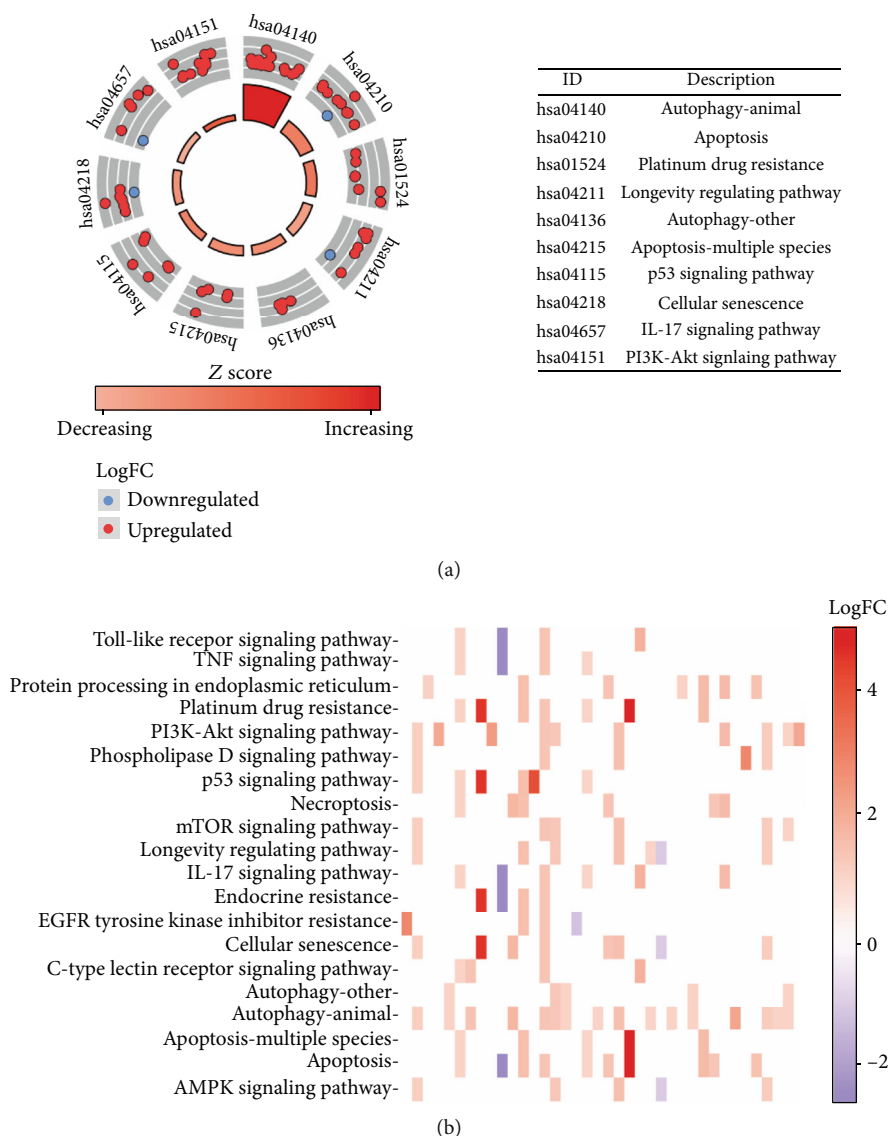 hsa04140
hsa04210
hsa01524
hsa04211
hsa04136
hsa04215
hsa04115
hsa04218
hsa04657
hsa04151
Z score
Decreasing Increasing
LogFC
Downregulated
Upregulated
ID Description
hsa04140 Autophagy-animal
hsa04210 Apoptosis
hsa01524 Platinum drug resistance
hsa04211 Longevity regulating pathway
hsa04136 Autophagy-other
hsa04215 Apoptosis-multiple species
hsa04115 p53 signaling pathway
hsa04218 Cellular senescence
hsa04657 IL-17 signaling pathway
hsa04151 PI3K-Akt signlaing pathway
(a)
Toll-like recepor signaling pathway-
TNF signaling pathway-
Protein processing in endoplasmic reticulum-
Platinum drug resistance-
PI3K-Akt signaling pathway-
Phospholipase D signaling pathway-
p53 signaling pathway-
Necroptosis-
mTOR signaling pathway-
Longevity regulating pathway-
IL-17 signaling pathway-
Endocrine resistance-
EGFR tyrosine kinase inhibitor resistance-
Cellular senescence-
C-type lectin receptor signaling pathway-
Autophagy-other-
Autophagy-animal-
Apoptosis-multiple species-
Apoptosis-
AMPK signaling pathway-
LogFC
4
2
0
−2
(b)